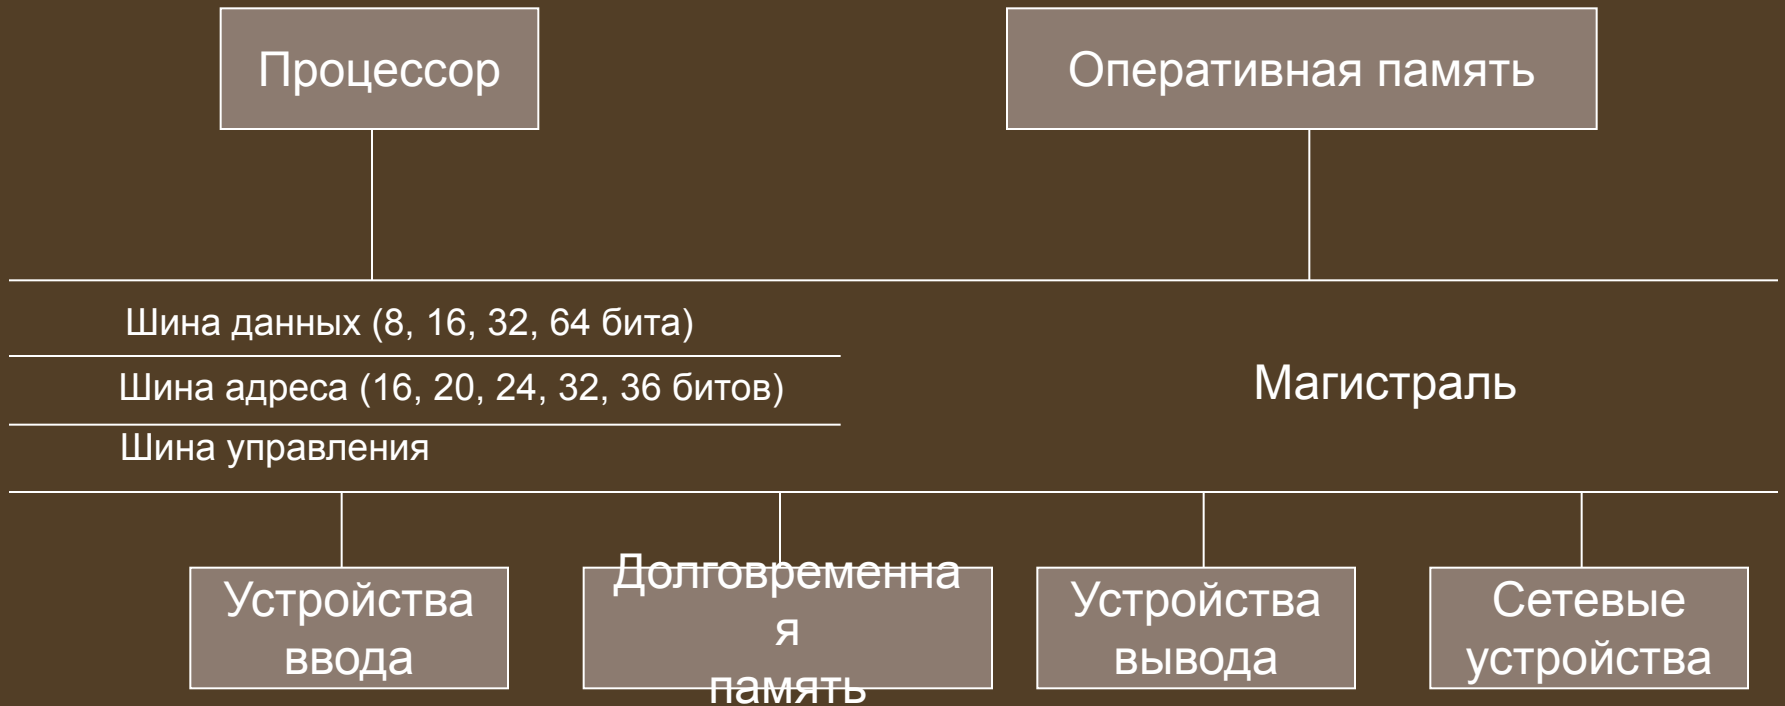 Процессор
Оперативная память
Шина данных (8, 16, 32, 64 бита)
Шина адреса (16, 20, 24, 32, 36 битов)
Магистраль
Шина управления
Устройства
ввода
Долговременна
я
память
Устройства
вывода
Сетевые
устройства